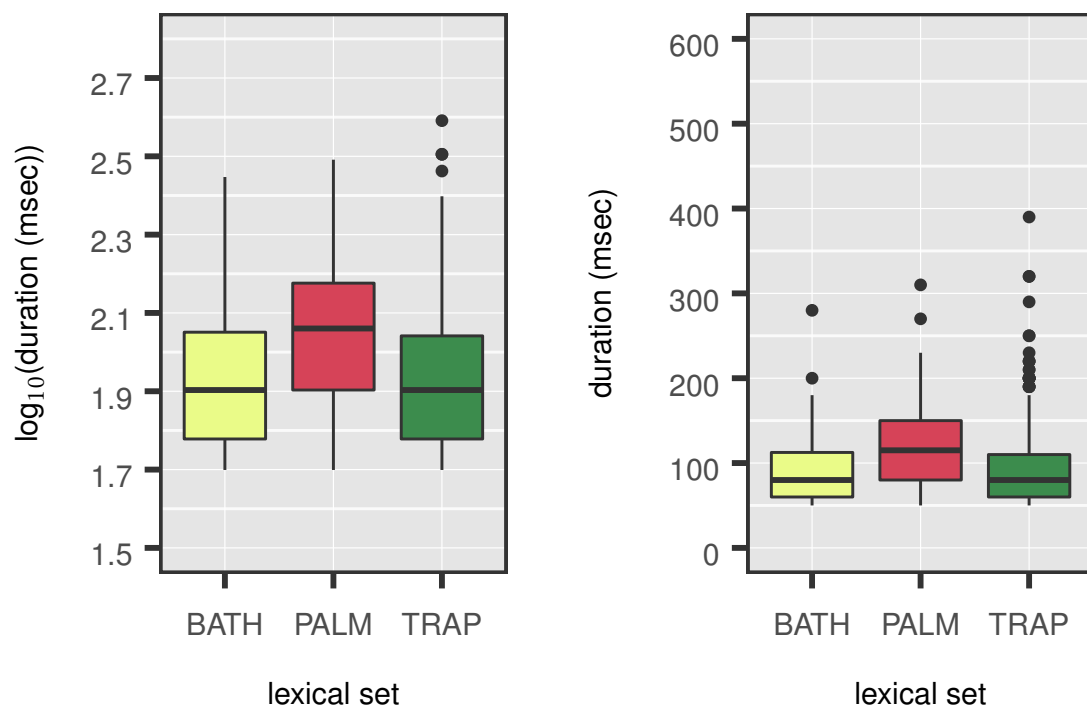 log₁₀(duration (msec))
2.7
2.5
2.3
2.1
1.9
1.7
1.5
BATH PALM TRAP
lexical set
duration (msec)
600
500
400
300
200
100
0
BATH PALM TRAP
lexical set